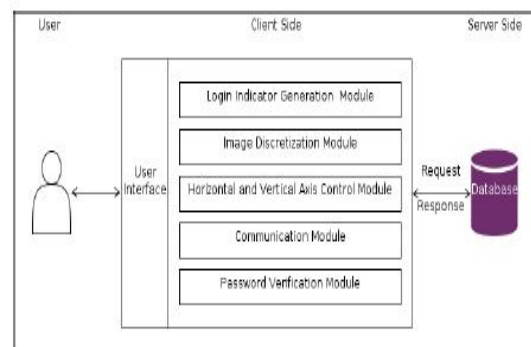 User
Client Side
Server Side
Login Indicator Generation Module
Image Discretization Module
User
Interface
Horizontal and Vertical Axis Control Module
Communication Module
Password Verification Module
Request
Response
Database